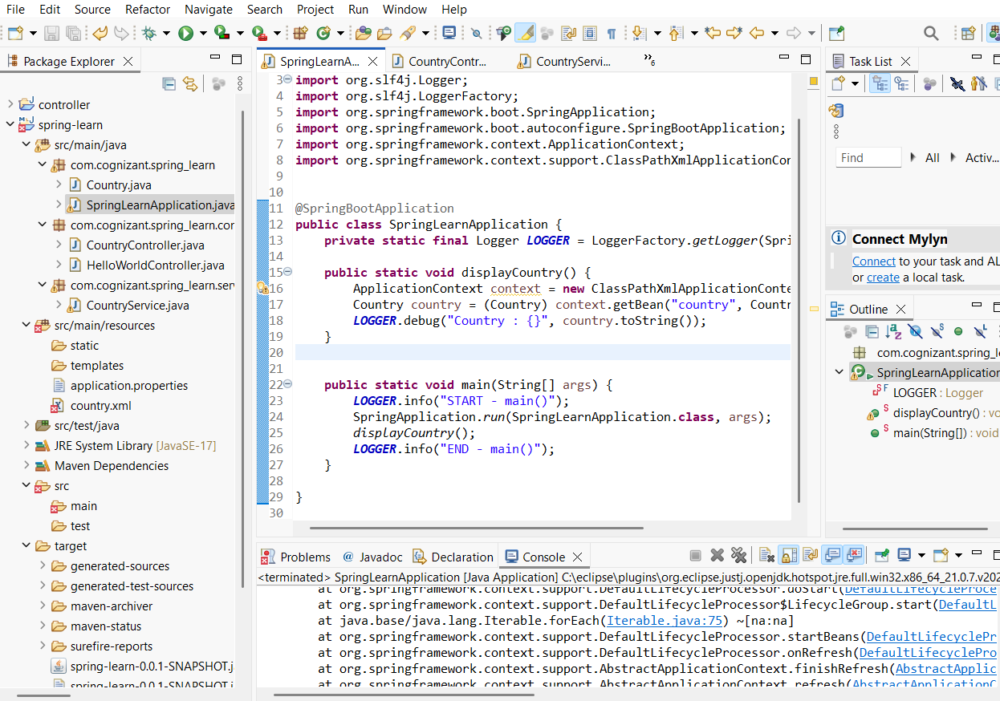 File Edit Source Refactor Navigate Search Project Run Window Help
Package Explorer
controller
spring-learn
src/main/java
com.cognizant.spring_learn
Country.java
SpringLearnApplication.java
com.cognizant.spring_learn.cor
CountryController.java
HelloWorldController.java
com.cognizant.spring_learn.serv
CountryService.java
src/main/resources
static
templates
application.properties
country.xml
src/test/java
JRE System Library [JavaSE-17]
Maven Dependencies
src
main
test
target
generated-sources
generated-test-sources
maven-archiver
maven-status
surefire-reports
spring-learn-0.0.1-SNAPSHOT.j
spring-learn-0.0.1-SNAPSHOT.j
SpringLearnA... CountryContr... CountryServi... »6
3 import org.slf4j.Logger;
4 import org.slf4j.LoggerFactory;
5 import org.springframework.boot.SpringApplication;
6 import org.springframework.boot.autoconfigure.SpringBootApplication;
7 import org.springframework.context.ApplicationContext;
8 import org.springframework.context.support.ClassPathXmlApplicationCon
9
10
11 @SpringBootApplication
12 public class SpringLearnApplication {
13 private static final Logger LOGGER = LoggerFactory.getLogger(Spri
14
15 public static void displayCountry() {
16 ApplicationContext context = new ClassPathXmlApplicationConte
17 Country country = (Country) context.getBean("country", Countr
18 LOGGER.debug("Country : {}", country.toString());
19 }
20
21
22 public static void main(String[] args) {
23 LOGGER.info("START - main()");
24 SpringApplication.run(SpringLearnApplication.class, args);
25 displayCountry();
26 LOGGER.info("END - main()");
27 }
28
29 }
30
Task List
Find All Activ...
Connect Mylyn
Connect to your task and AL
or create a local task.
Outline
com.cognizant.spring_l
SpringLearnApplication
LOGGER : Logger
displayCountry() : vo
main(String[]) : void
Problems @ Javadoc Declaration Console
<terminated> SpringLearnApplication [Java Application] C:\eclipse\plugins\org.eclipse.justj.openjdk.hotspot.jre.full.win32.x86_64_21.0.7.v202
at org.springframework.context.support.DefaultLifecycleProcessor.doStart(DefaultLifecycleProce
at org.springframework.context.support.DefaultLifecycleProcessor$LifecycleGroup.start(DefaultL
at java.base/java.lang.Iterable.forEach(Iterable.java:75) ~[na:na]
at org.springframework.context.support.DefaultLifecycleProcessor.startBeans(DefaultLifecyclePr
at org.springframework.context.support.DefaultLifecycleProcessor.onRefresh(DefaultLifecyclePro
at org.springframework.context.support.AbstractApplicationContext.finishRefresh(AbstractApplic
at org.springframework.context.support.AbstractApplicationContext.refresh(AbstractApplicationC